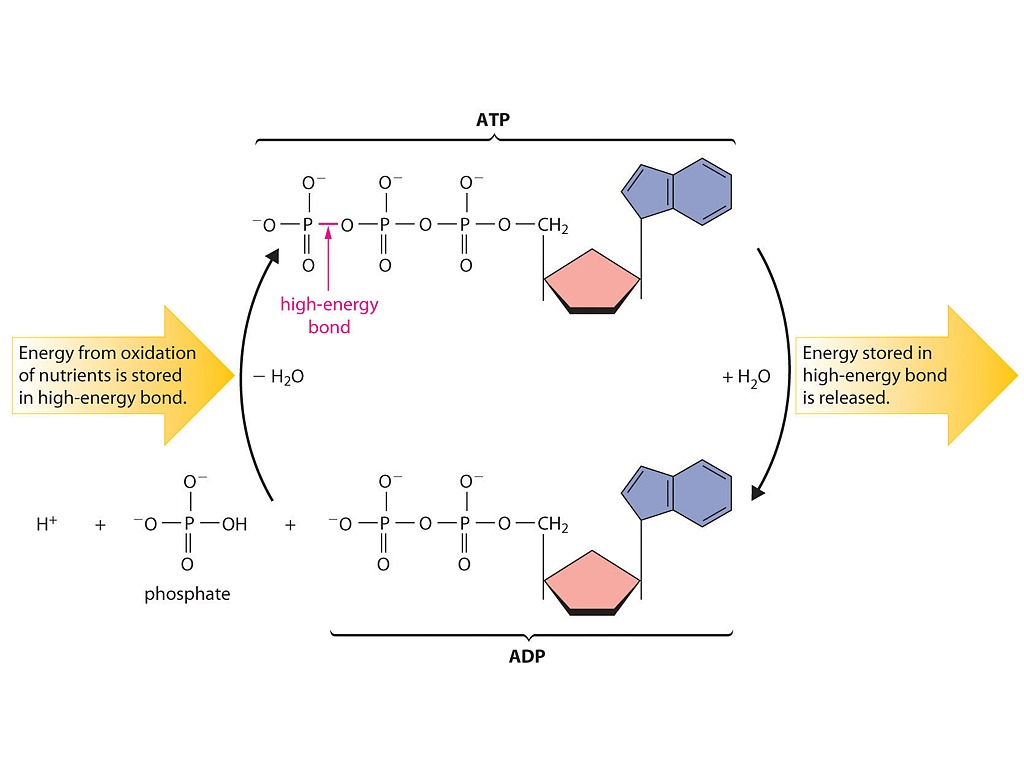 ATP
O⁻ O⁻ O⁻
⁻O—P—O—P—O—P—O—CH₂
O O O
high-energy
bond
Energy from oxidation
of nutrients is stored
in high-energy bond.
− H₂O
+ H₂O
Energy stored in
high-energy bond
is released.
O⁻ O⁻ O⁻
H⁺ + ⁻O—P—OH + ⁻O—P—O—P—O—CH₂
O O O
phosphate
ADP